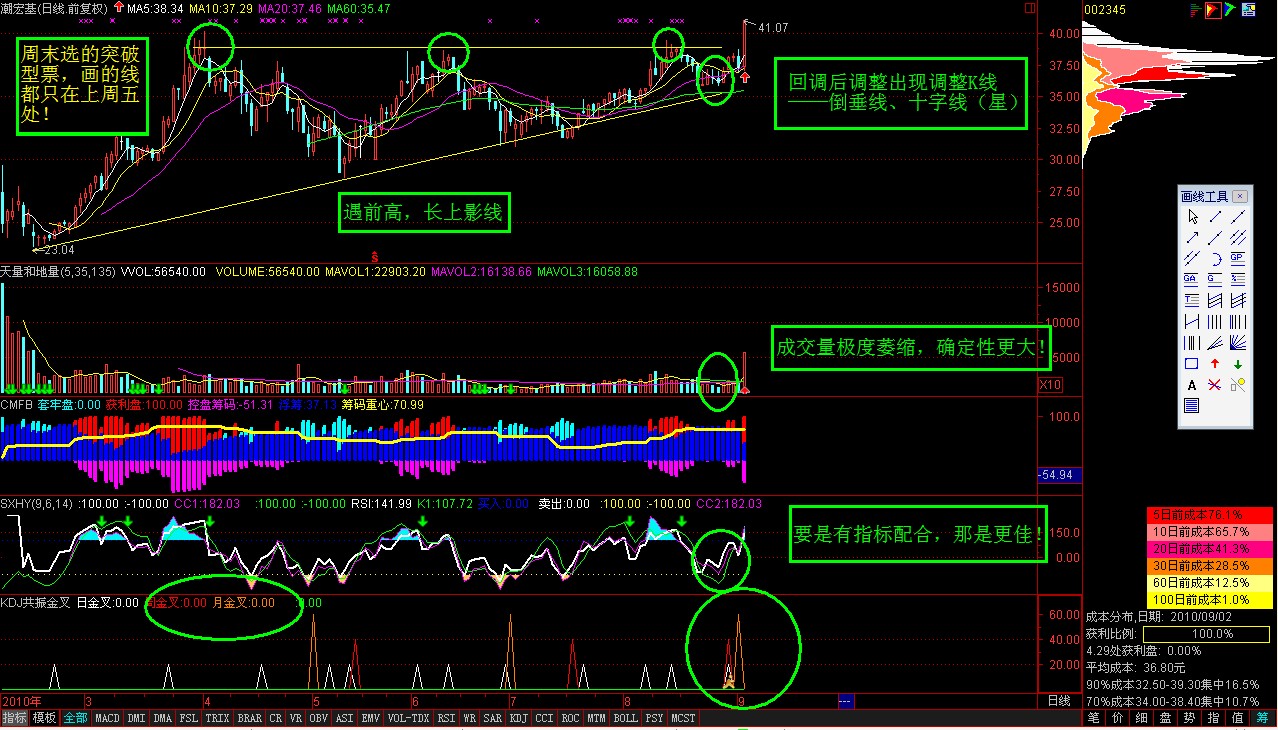 潮宏基(日线.前复权) MA5:38.34 MA10:37.29 MA20:37.46 MA60:35.47
002345
41.07
周末选的突破
型票，画的线
都只在上周五
处！
回调后调整出现调整K线
——倒垂线、十字线（星）
遇前高，长上影线
23.04
40.00
37.50
35.00
32.50
30.00
27.50
25.00
画线工具
天量和地量(5,35,135) VVOL:56540.00 VOLUME:56540.00 MAVOL1:22903.20 MAVOL2:16138.66 MAVOL3:16058.88
15000
10000
5000
X10
成交量极度萎缩，确定性更大！
CMFB 套牢盘:0.00 获利盘:100.00 控盘筹码:-51.31 浮筹:37.13 筹码重心:70.99
100.0
-54.94
SXHY(9,6,14) :100.00 :-100.00 CC1:182.03 :100.00 :-100.00 RSI:141.99 K1:107.72 买入:0.00 卖出:0.00 :100.00 :-100.00 CC2:182.03
150.0
0.00
要是有指标配合，那是更佳！
KDJ共振金叉 日金叉:0.00 周金叉:0.00 月金叉:0.00 :0.00
60.00
40.00
20.00
5日前成本76.1%
10日前成本65.7%
20日前成本41.3%
30日前成本28.5%
60日前成本12.5%
100日前成本1.0%
成本分布,日期: 2010/09/02
获利比例: 100.0%
4.29处获利盘: 0.00%
平均成本: 36.80元
90%成本32.50-39.30集中16.5%
70%成本34.00-38.40集中10.7%
2010年 3 4 5 6 7 8 9 日线
指标 模板 全部 MACD DMI DMA FSL TRIX BRAR CR VR OBV ASI EMV VOL-TDX RSI WR SAR KDJ CCI ROC MTM BOLL PSY MCST
笔 价 细 盘 势 指 值 筹